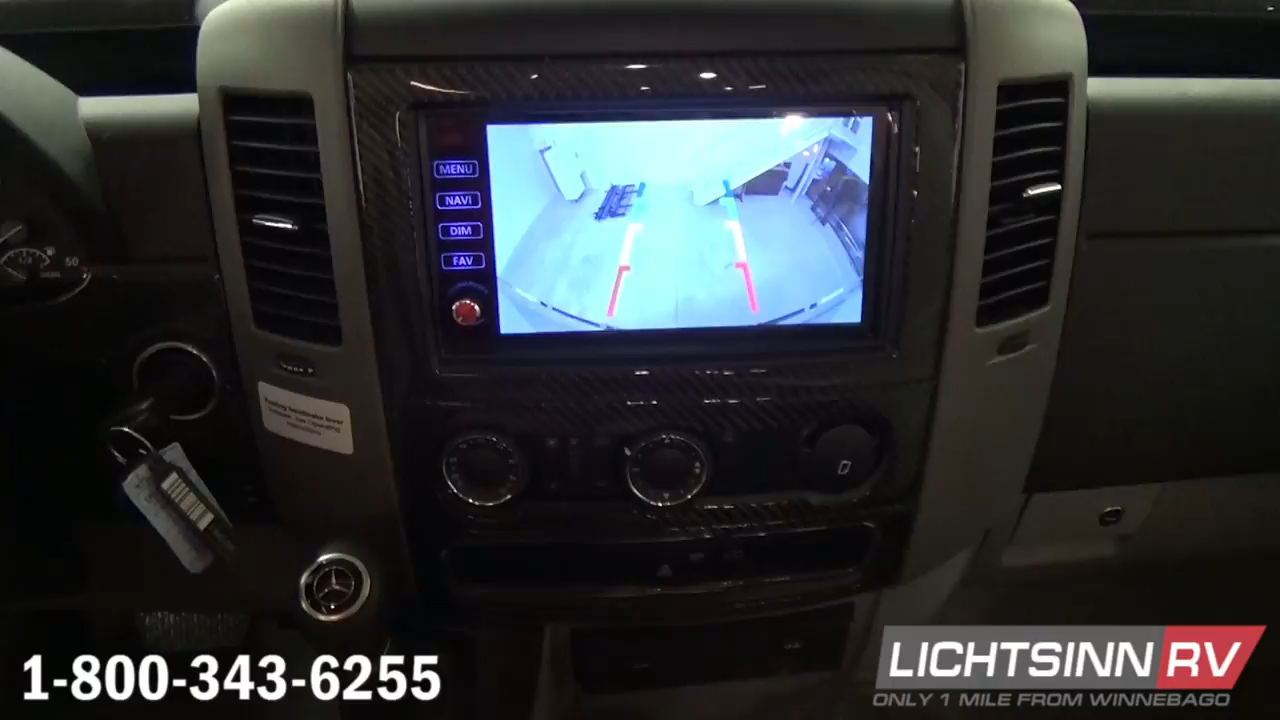 MENU
NAVI
DIM
FAV
50
1-800-343-6255
LICHTSINN RV
ONLY 1 MILE FROM WINNEBAGO